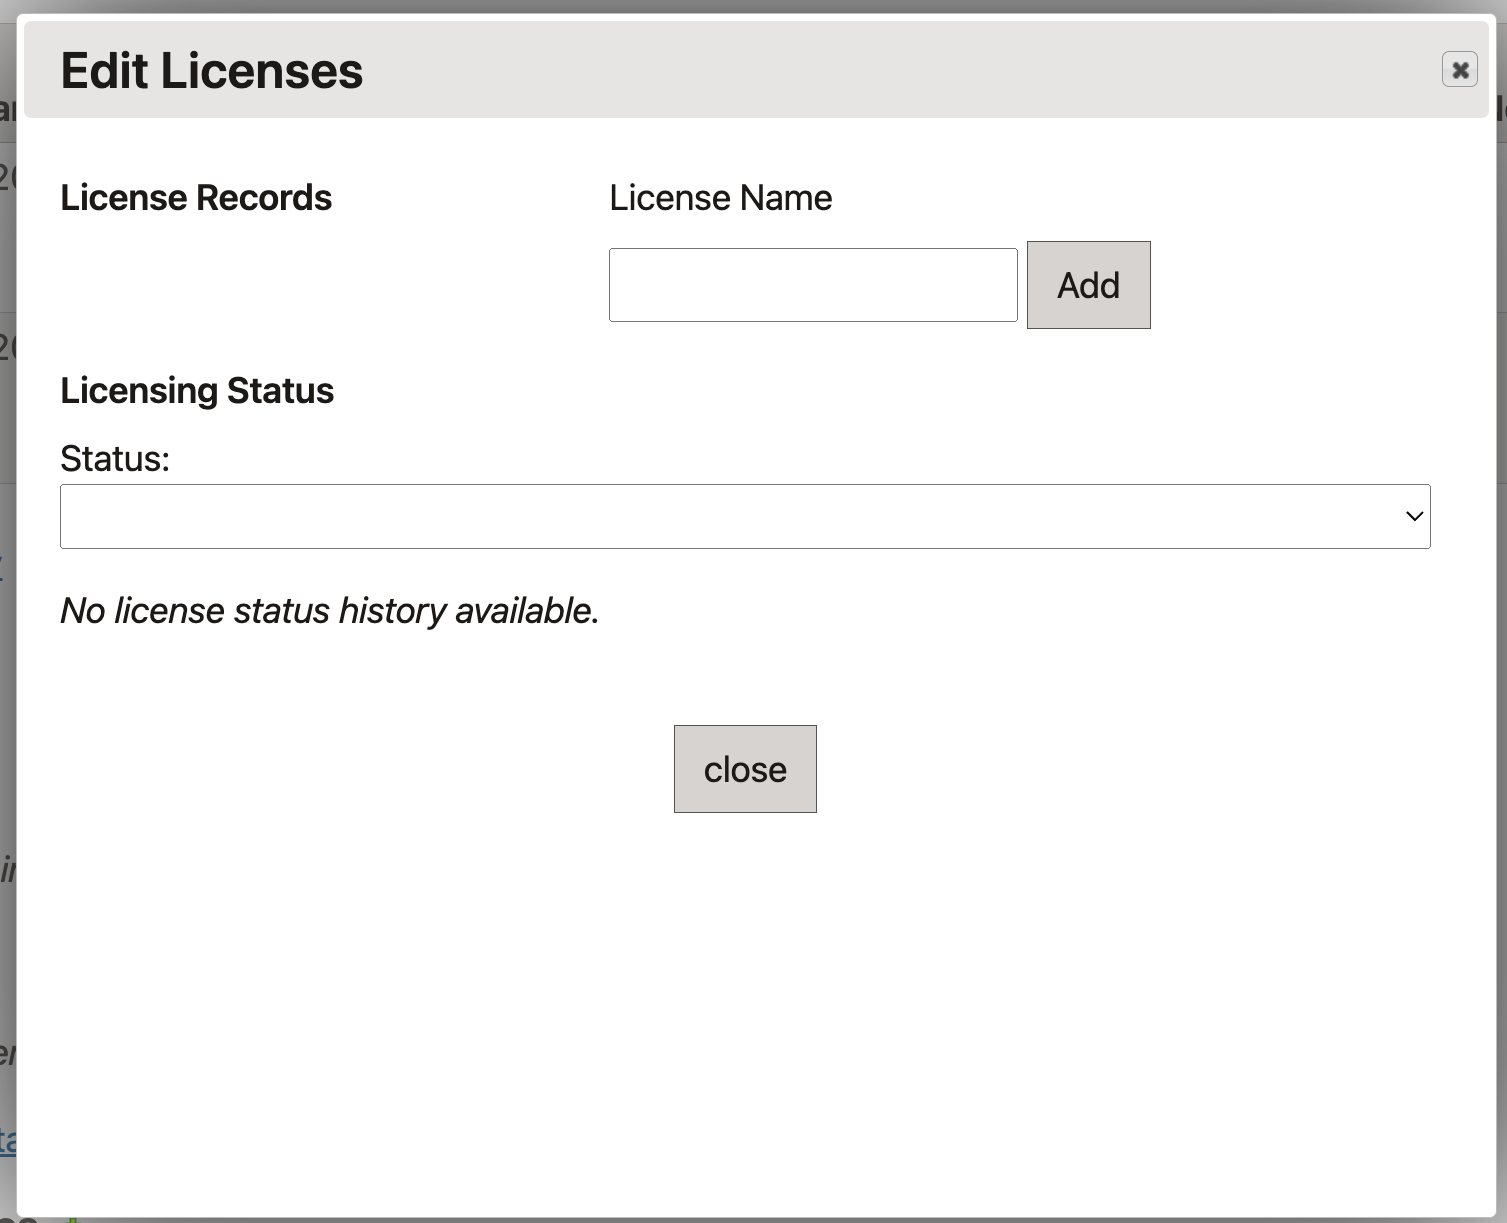 Edit Licenses
License Records
License Name
Add
Licensing Status
Status:
No license status history available.
close